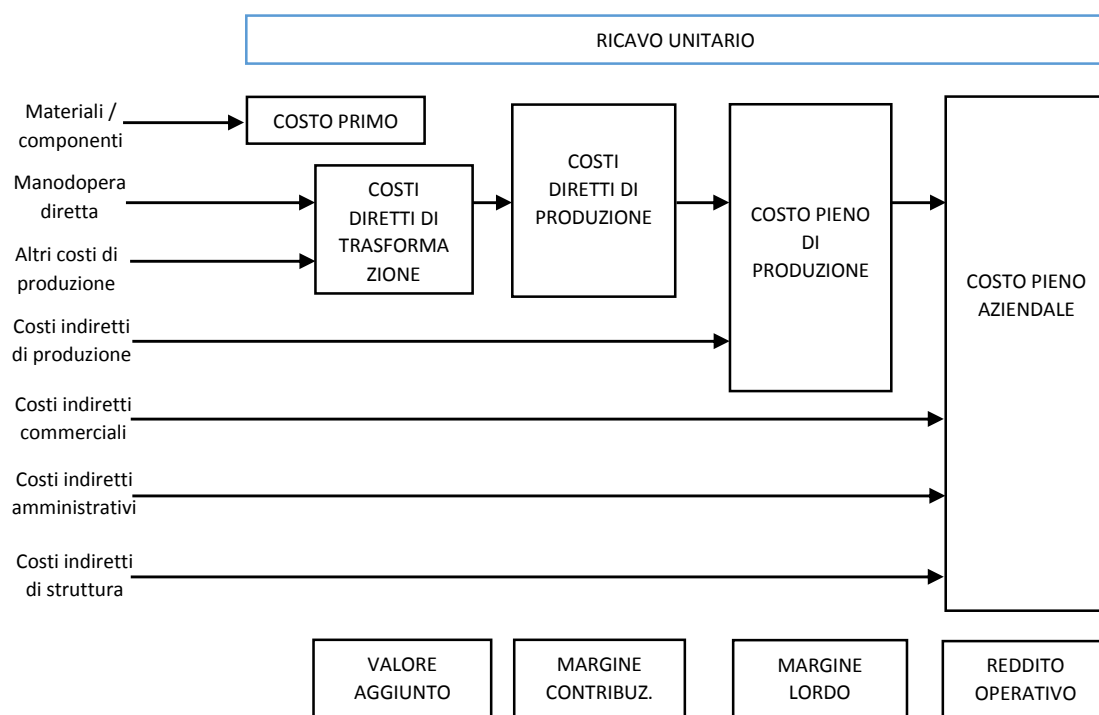 RICAVO UNITARIO
Materiali /
componenti
COSTO PRIMO
Manodopera
diretta
Altri costi di
produzione
COSTI
DIRETTI DI
TRASFORMA
ZIONE
COSTI
DIRETTI DI
PRODUZIONE
COSTO PIENO
DI
PRODUZIONE
COSTO PIENO
AZIENDALE
Costi indiretti
di produzione
Costi indiretti
commerciali
Costi indiretti
amministrativi
Costi indiretti
di struttura
VALORE
AGGIUNTO
MARGINE
CONTRIBUZ.
MARGINE
LORDO
REDDITO
OPERATIVO